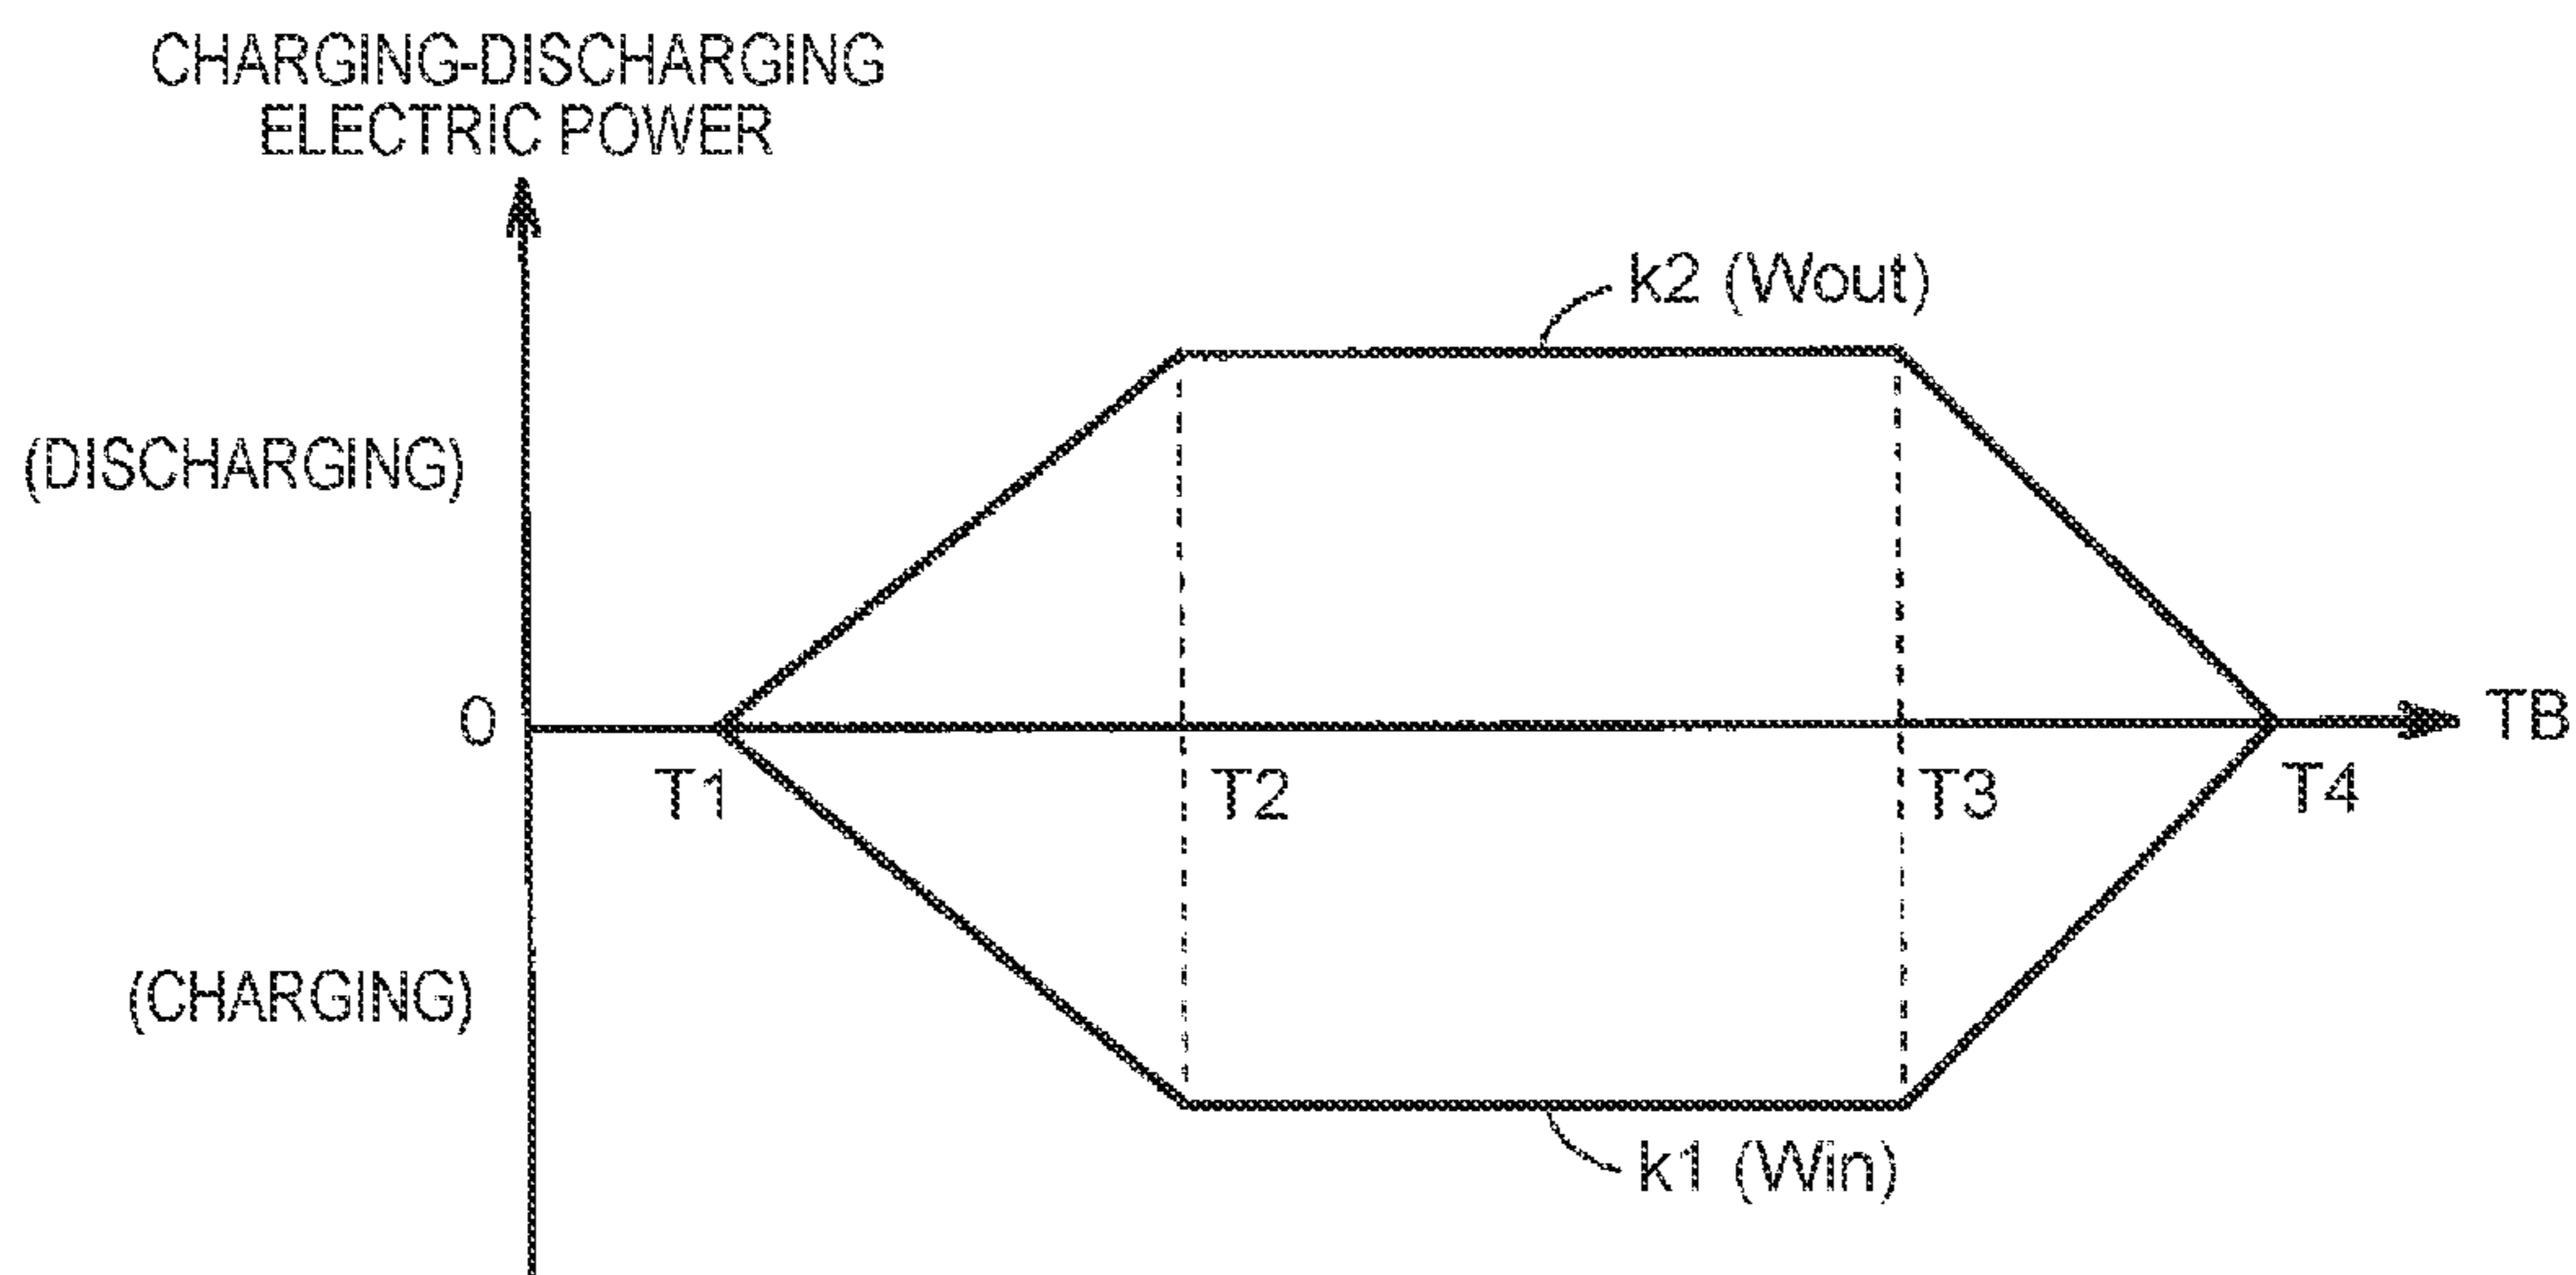 CHARGING-DISCHARGING
ELECTRIC POWER
k2 (Wout)
(DISCHARGING)
0
TB
T1
T2
T3
T4
(CHARGING)
k1 (Win)